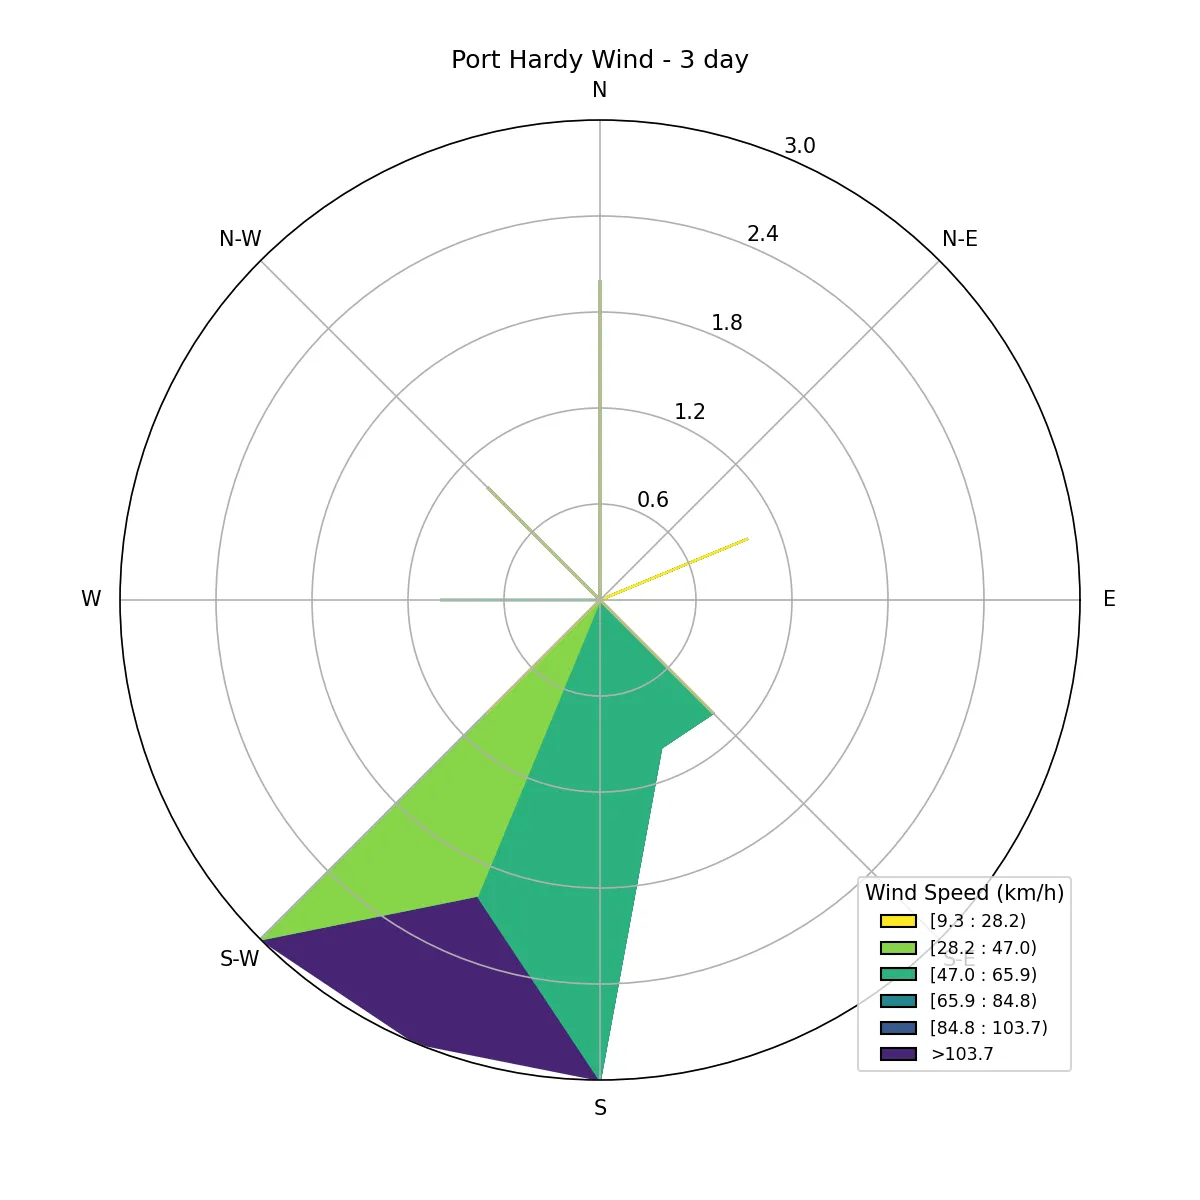 Port Hardy Wind - 3 day
N
3.0
N-W
2.4
N-E
1.8
1.2
0.6
W
E
S-W
S-E
S
Wind Speed (km/h)
[9.3 : 28.2)
[28.2 : 47.0)
[47.0 : 65.9)
[65.9 : 84.8)
[84.8 : 103.7)
>103.7